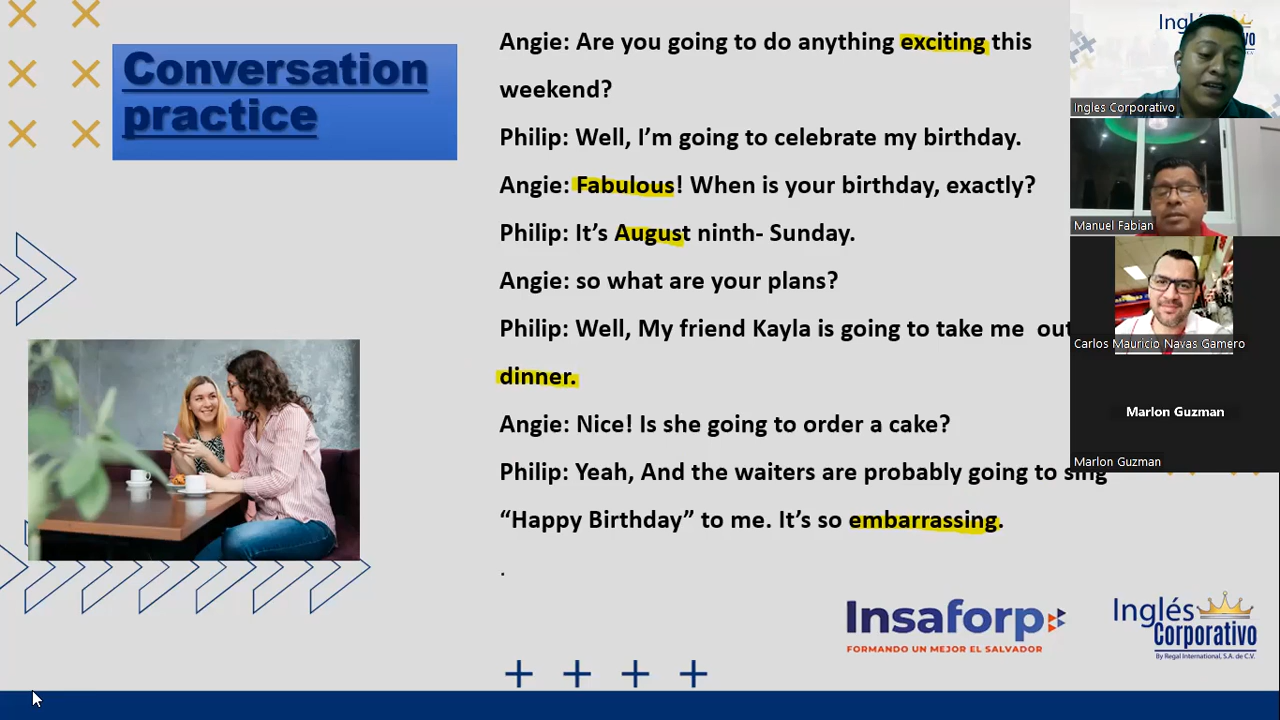 Conversation
practice
Angie: Are you going to do anything exciting this
weekend?
Philip: Well, I’m going to celebrate my birthday.
Angie: Fabulous! When is your birthday, exactly?
Philip: It’s August ninth- Sunday.
Angie: so what are your plans?
Philip: Well, My friend Kayla is going to take me out
dinner.
Angie: Nice! Is she going to order a cake?
Philip: Yeah, And the waiters are probably going to sing
“Happy Birthday” to me. It’s so embarrassing.
.
Insaforp
FORMANDO UN MEJOR EL SALVADOR
Inglés
Corporativo
By Regal International, S.A. de C.V.
Ingles Corporativo
Manuel Fabian
Carlos Mauricio Navas Gamero
Marlon Guzman
Marlon Guzman